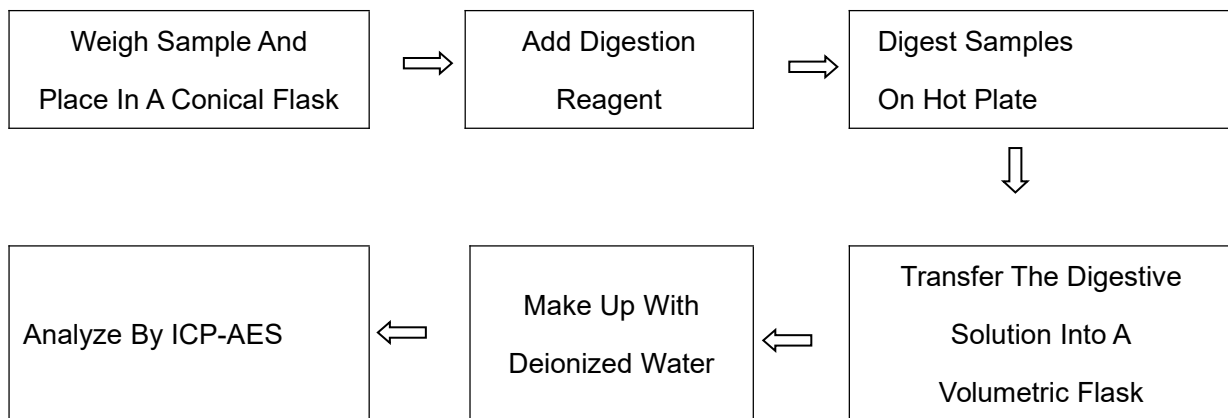 Weigh Sample And
Place In A Conical Flask
Add Digestion
Reagent
Digest Samples
On Hot Plate
Transfer The Digestive
Solution Into A
Volumetric Flask
Make Up With
Deionized Water
Analyze By ICP-AES